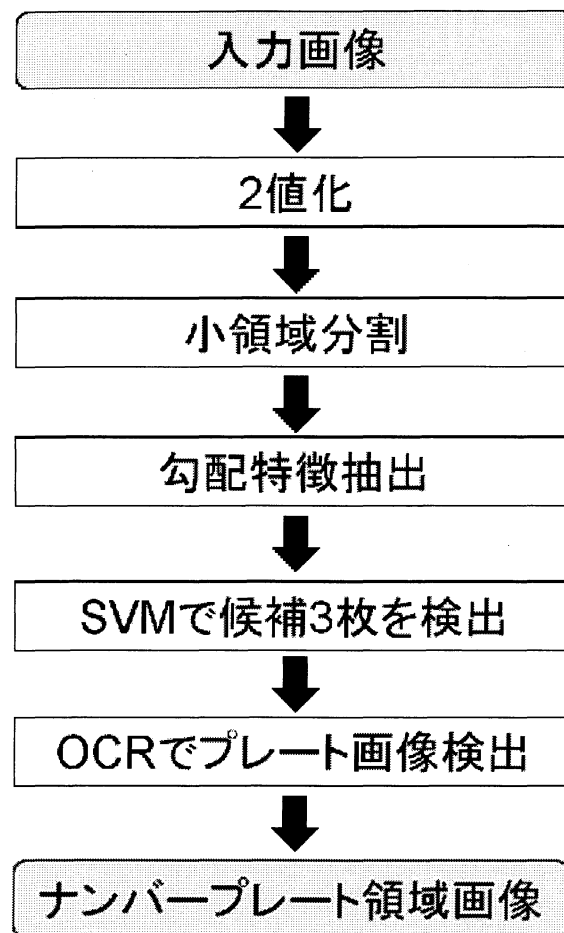 入力画像
2値化
小領域分割
勾配特徴抽出
SVMで候補3枚を検出
OCRでプレート画像検出
ナンバープレート領域画像